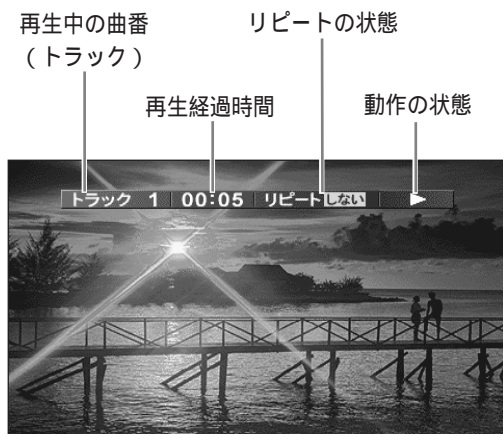 再生中の曲番
(トラック)
リピートの状態
再生経過時間
動作の状態
トラック 1 00:05 リピート しない